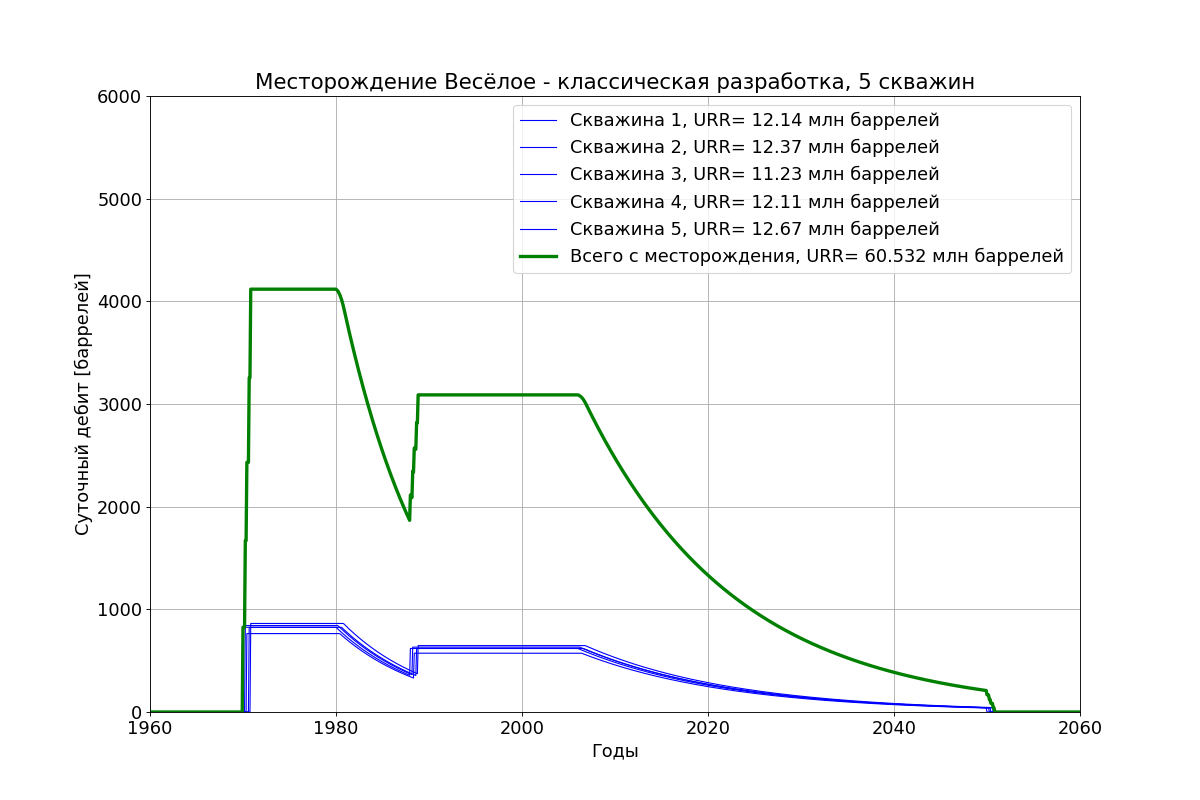 Месторождение Весёлое - классическая разработка, 5 скважин
6000
5000
4000
3000
2000
1000
0
Суточный дебит [баррелей]
Скважина 1, URR= 12.14 млн баррелей
Скважина 2, URR= 12.37 млн баррелей
Скважина 3, URR= 11.23 млн баррелей
Скважина 4, URR= 12.11 млн баррелей
Скважина 5, URR= 12.67 млн баррелей
Всего с месторождения, URR= 60.532 млн баррелей
1960 1980 2000 2020 2040 2060
Годы